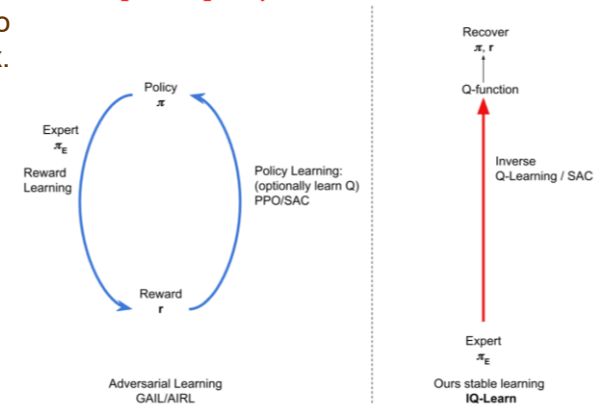 o
Policy
π
Expert
π_E
Reward
Learning
Policy Learning:
(optionally learn Q)
PPO/SAC
Reward
r
Adversarial Learning
GAIL/AIRL
Recover
π, r
Q-function
Inverse
Q-Learning / SAC
Expert
π_E
Ours stable learning
IQ-Learn